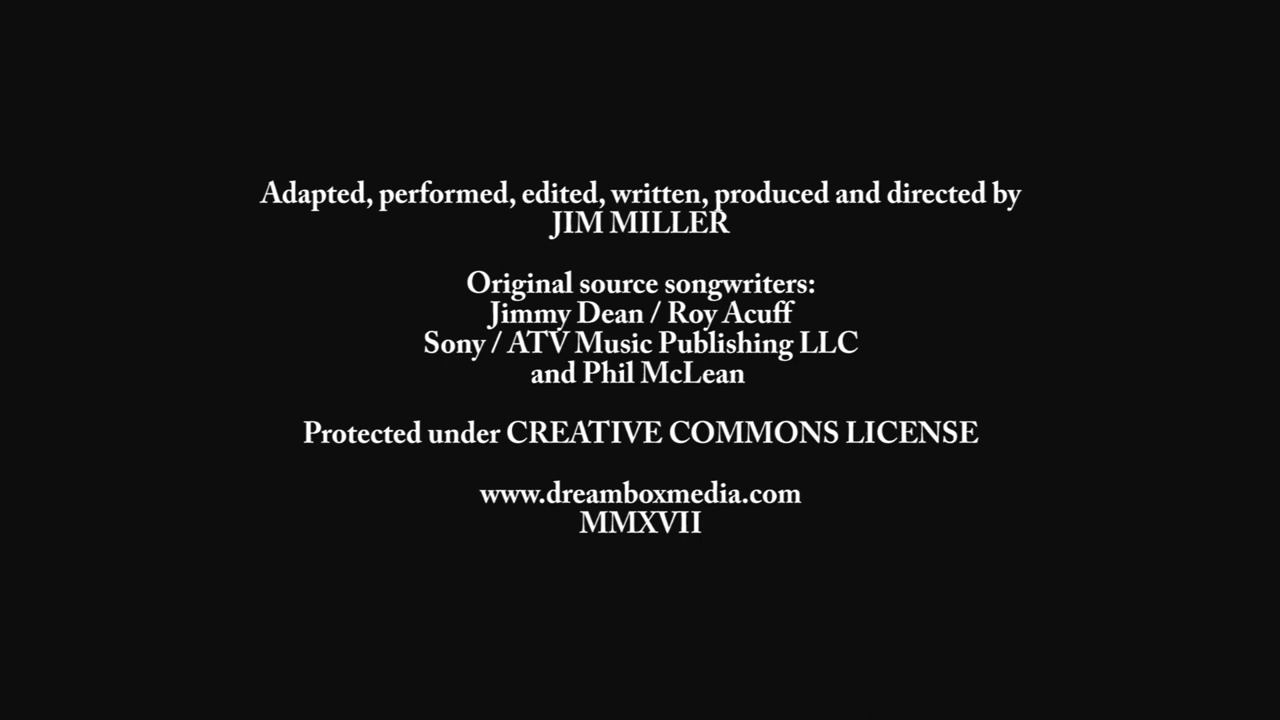 Adapted, performed, edited, written, produced and directed by
JIM MILLER
Original source songwriters:
Jimmy Dean / Roy Acuff
Sony / ATV Music Publishing LLC
and Phil McLean
Protected under CREATIVE COMMONS LICENSE
www.dreamboxmedia.com
MMXVII